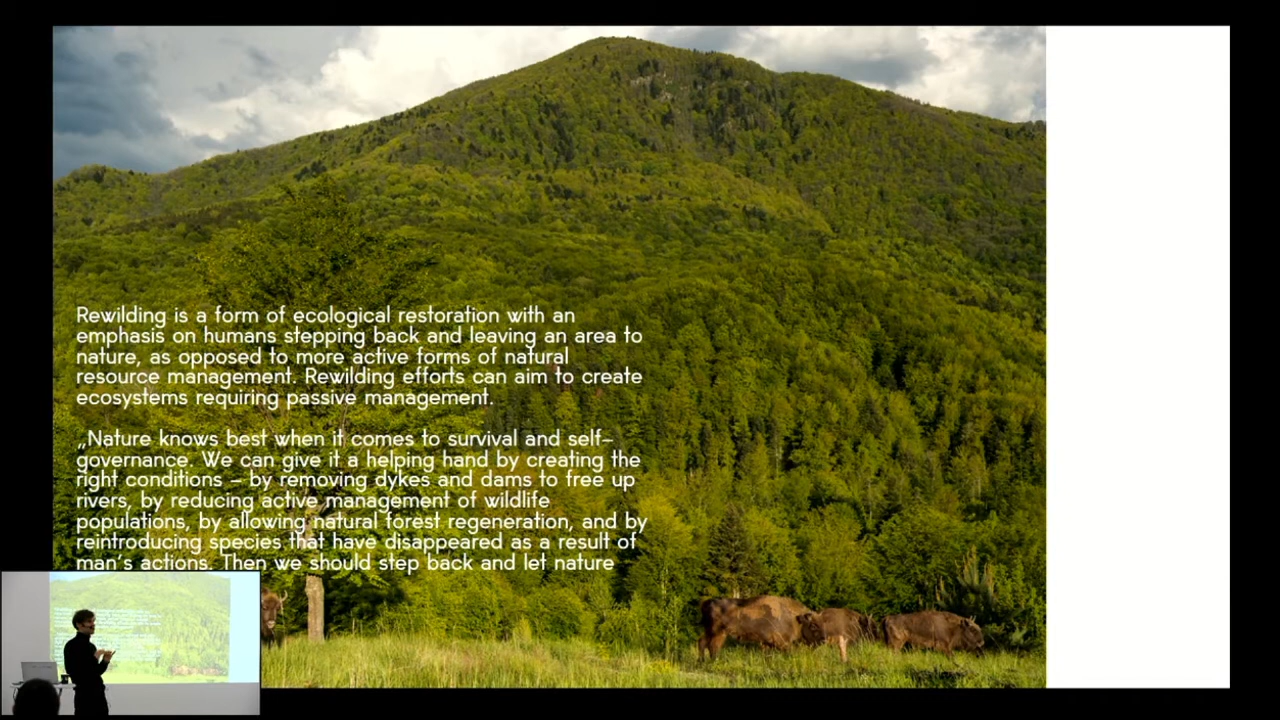 Rewilding is a form of ecological restoration with an
emphasis on humans stepping back and leaving an area to
nature, as opposed to more active forms of natural
resource management. Rewilding efforts can aim to create
ecosystems requiring passive management.
„Nature knows best when it comes to survival and self-
governance. We can give it a helping hand by creating the
right conditions – by removing dykes and dams to free up
rivers, by reducing active management of wildlife
populations, by allowing natural forest regeneration, and by
reintroducing species that have disappeared as a result of
man's actions. Then we should step back and let nature